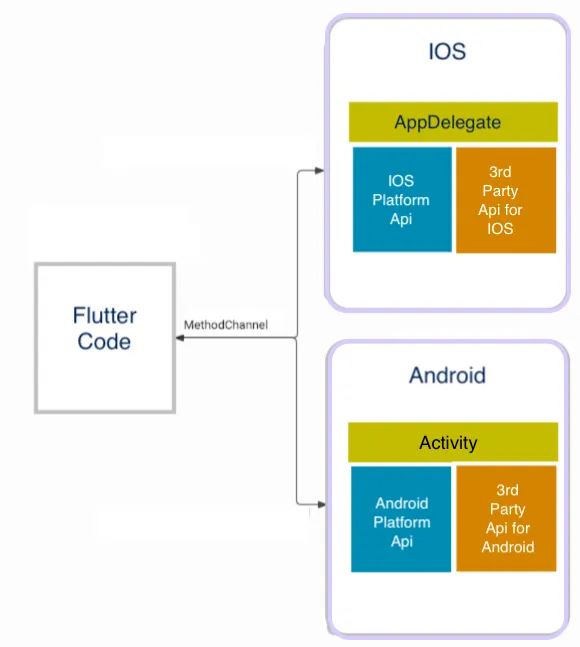 IOS
AppDelegate
IOS
Platform
Api
3rd
Party
Api for
IOS
Flutter
Code
MethodChannel
Android
Activity
Android
Platform
Api
3rd
Party
Api for
Android